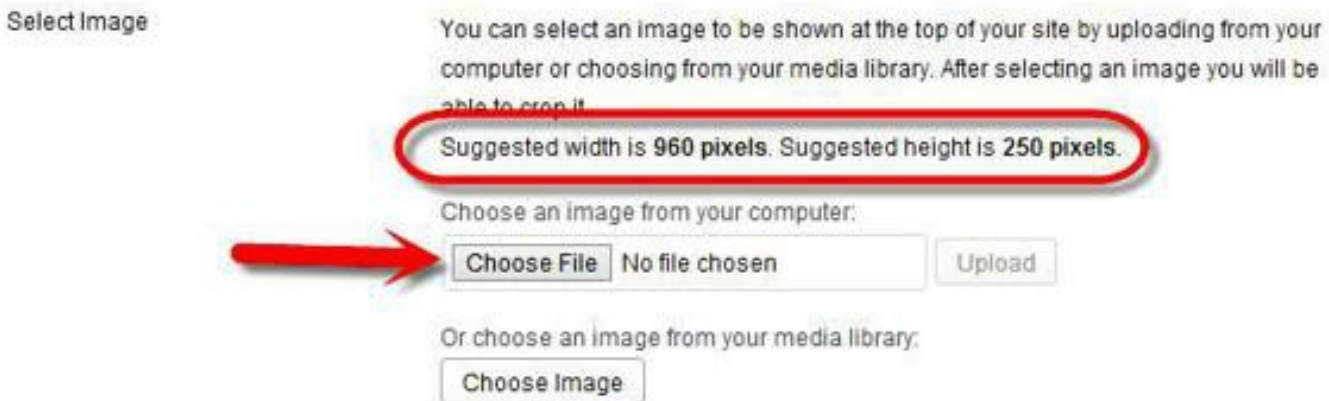 Select Image
You can select an image to be shown at the top of your site by uploading from your
computer or choosing from your media library. After selecting an image you will be
able to crop it
Suggested width is 960 pixels. Suggested height is 250 pixels.
Choose an image from your computer:
Choose File No file chosen Upload
Or choose an image from your media library:
Choose Image